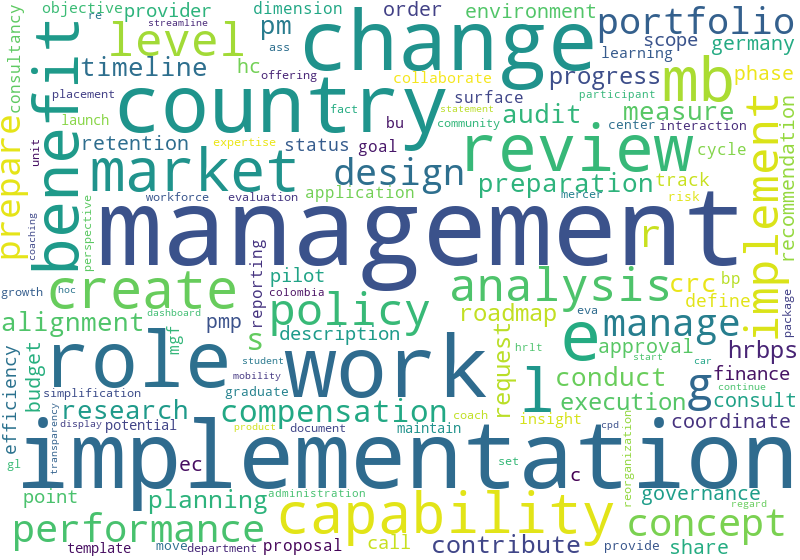 objective
re
streamline
provider
dimension
order
environment
portfolio
consultancy
level
pm
ass
change
scope
germany
learning
timeline
hc
offering
collaborate
progress
mb
phase
placement
country
surface
participant
benefit
launch
fact
statement
audit
measure
expertise
community
center
interaction
prepare
unit
retention
status
bu
goal
review
cycle
recommendation
market
design
application
preparation
track
risk
workforce
evaluation
mercer
implement
coaching
perspective
management
r
reporting
pilot
analysis
crc
bp
growth
hoc
create
colombia
policy
roadmap
define
package
dashboard
eva
manage
alignment
mgf
pmp
s
description
e
approval
hrbps
student
hrlt
start
car
budget
role
mobility
work
request
l
conduct
g
finance
continue
efficiency
simplification
graduate
execution
consult
research
compensation
coach
insight
cpd
coordinate
transparency
display
potential
product
document
maintain
set
reorganization
regard
gl
implementation
ec
c
point
planning
administration
capability
governance
performance
concept
template
move
department
proposal
call
contribute
provide
share